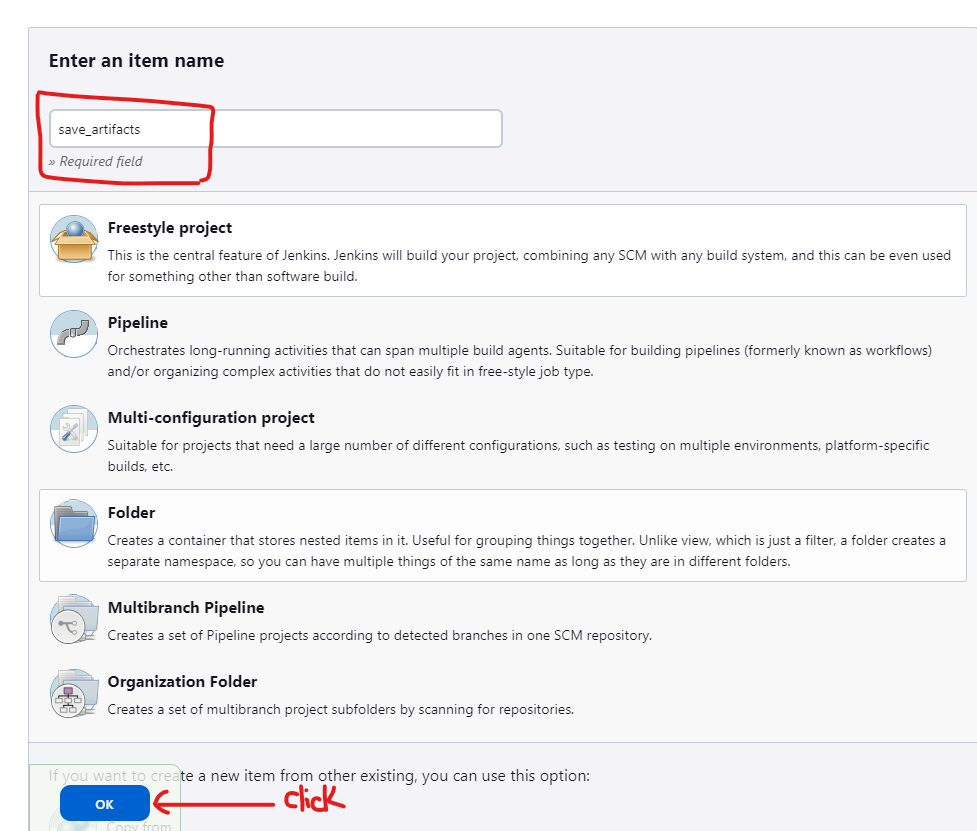 Enter an item name
save_artifacts
» Required field
Freestyle project
This is the central feature of Jenkins. Jenkins will build your project, combining any SCM with any build system, and this can be even used
for something other than software build.
Pipeline
Orchestrates long-running activities that can span multiple build agents. Suitable for building pipelines (formerly known as workflows)
and/or organizing complex activities that do not easily fit in free-style job type.
Multi-configuration project
Suitable for projects that need a large number of different configurations, such as testing on multiple environments, platform-specific
builds, etc.
Folder
Creates a container that stores nested items in it. Useful for grouping things together. Unlike view, which is just a filter, a folder creates a
separate namespace, so you can have multiple things of the same name as long as they are in different folders.
Multibranch Pipeline
Creates a set of Pipeline projects according to detected branches in one SCM repository.
Organization Folder
Creates a set of multibranch project subfolders by scanning for repositories.
If you want to create a new item from other existing, you can use this option:
OK
click
Copy from